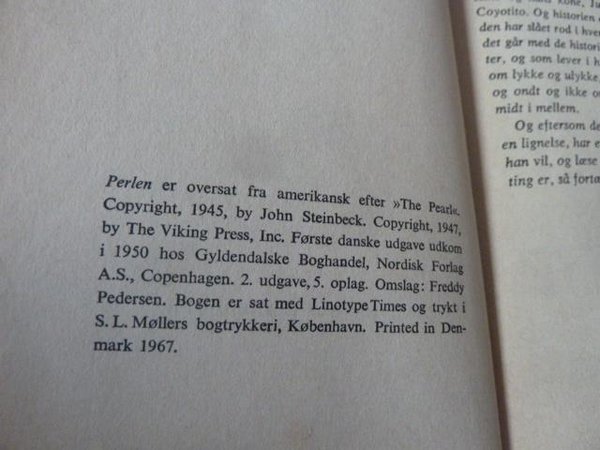 Perlen er oversat fra amerikansk efter »The Pearl«.
Copyright, 1945, by John Steinbeck. Copyright, 1947,
by The Viking Press, Inc. Første danske udgave udkom
i 1950 hos Gyldendalske Boghandel, Nordisk Forlag
A.S., Copenhagen. 2. udgave, 5. oplag. Omslag: Freddy
Pedersen. Bogen er sat med Linotype Times og trykt i
S. L. Møllers bogtrykkeri, København. Printed in Den-
mark 1967.
Coyotito. Og historien
den har slået rod i
det går med de
ter, og som lever i
om lykke og ulykke,
og ondt og ikke
midt i mellem.
Og eftersom
en lignelse, har
han vil, og læse
ting er, så